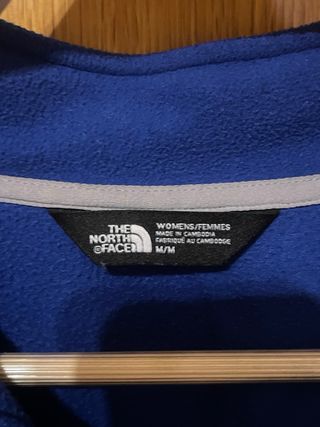 THE
NORTH
©FACE
WOMENS/FEMMES
MADE IN CAMBODIA
FABRIQUÉ AU CAMBODGE
M/M